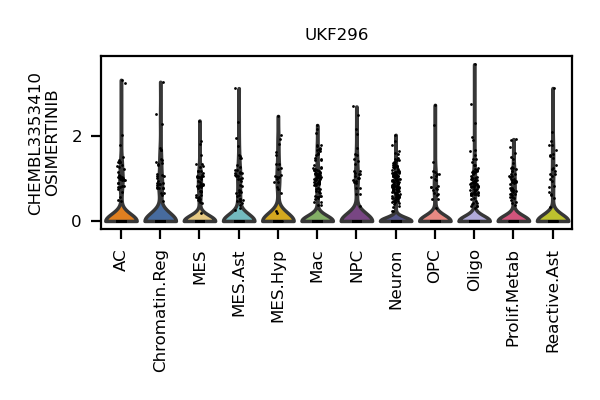 UKF296
CHEMBL3353410
OSIMERTINIB
2
0
AC
Chromatin.Reg
MES
MES.Ast
MES.Hyp
Mac
NPC
Neuron
OPC
Oligo
Prolif.Metab
Reactive.Ast